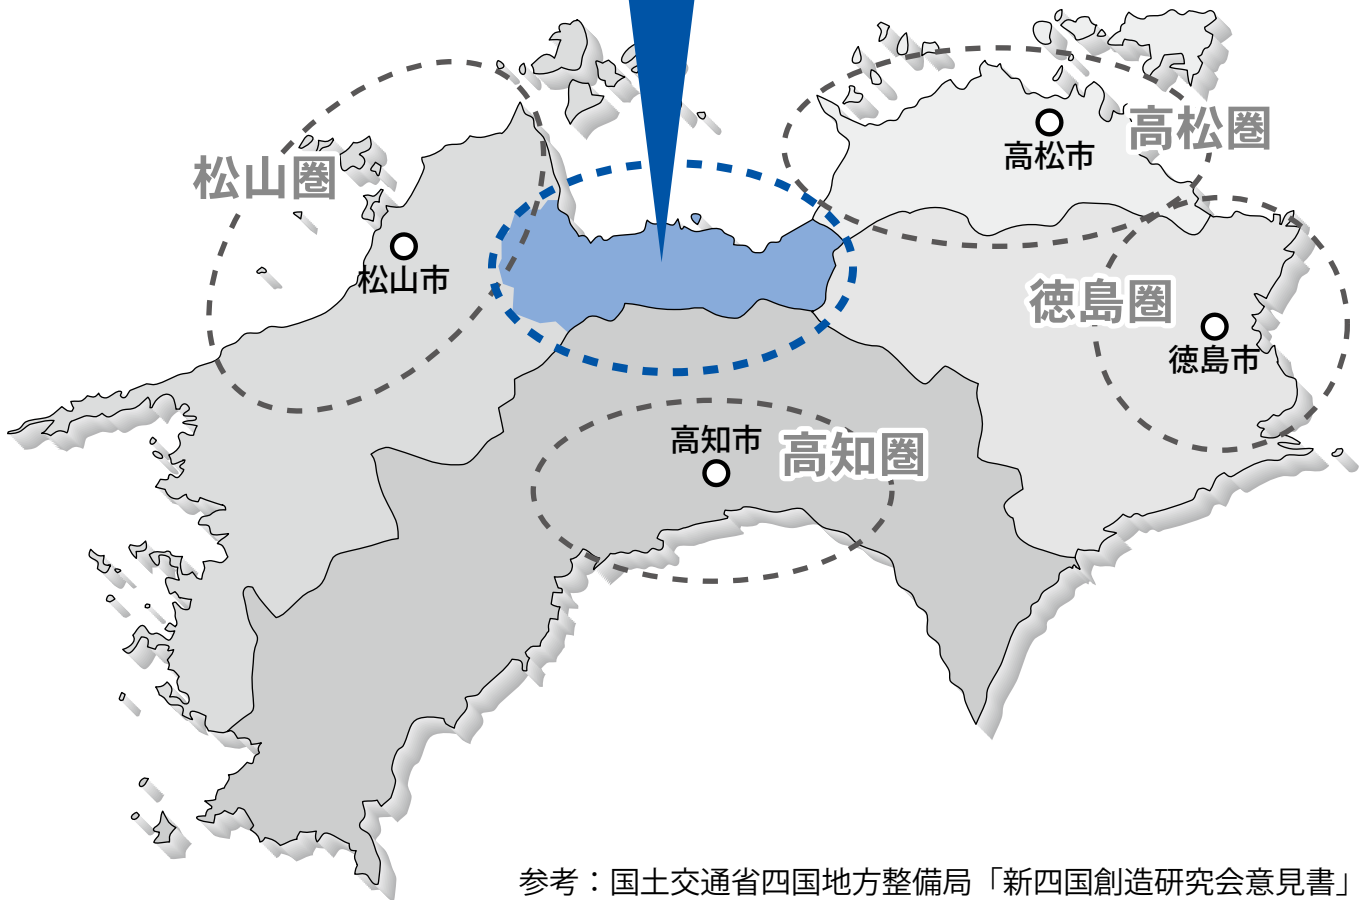 高松圏
高松市
松山圏
松山市
徳島圏
徳島市
高知市
高知圏
参考：国土交通省四国地方整備局「新四国創造研究会意見書」